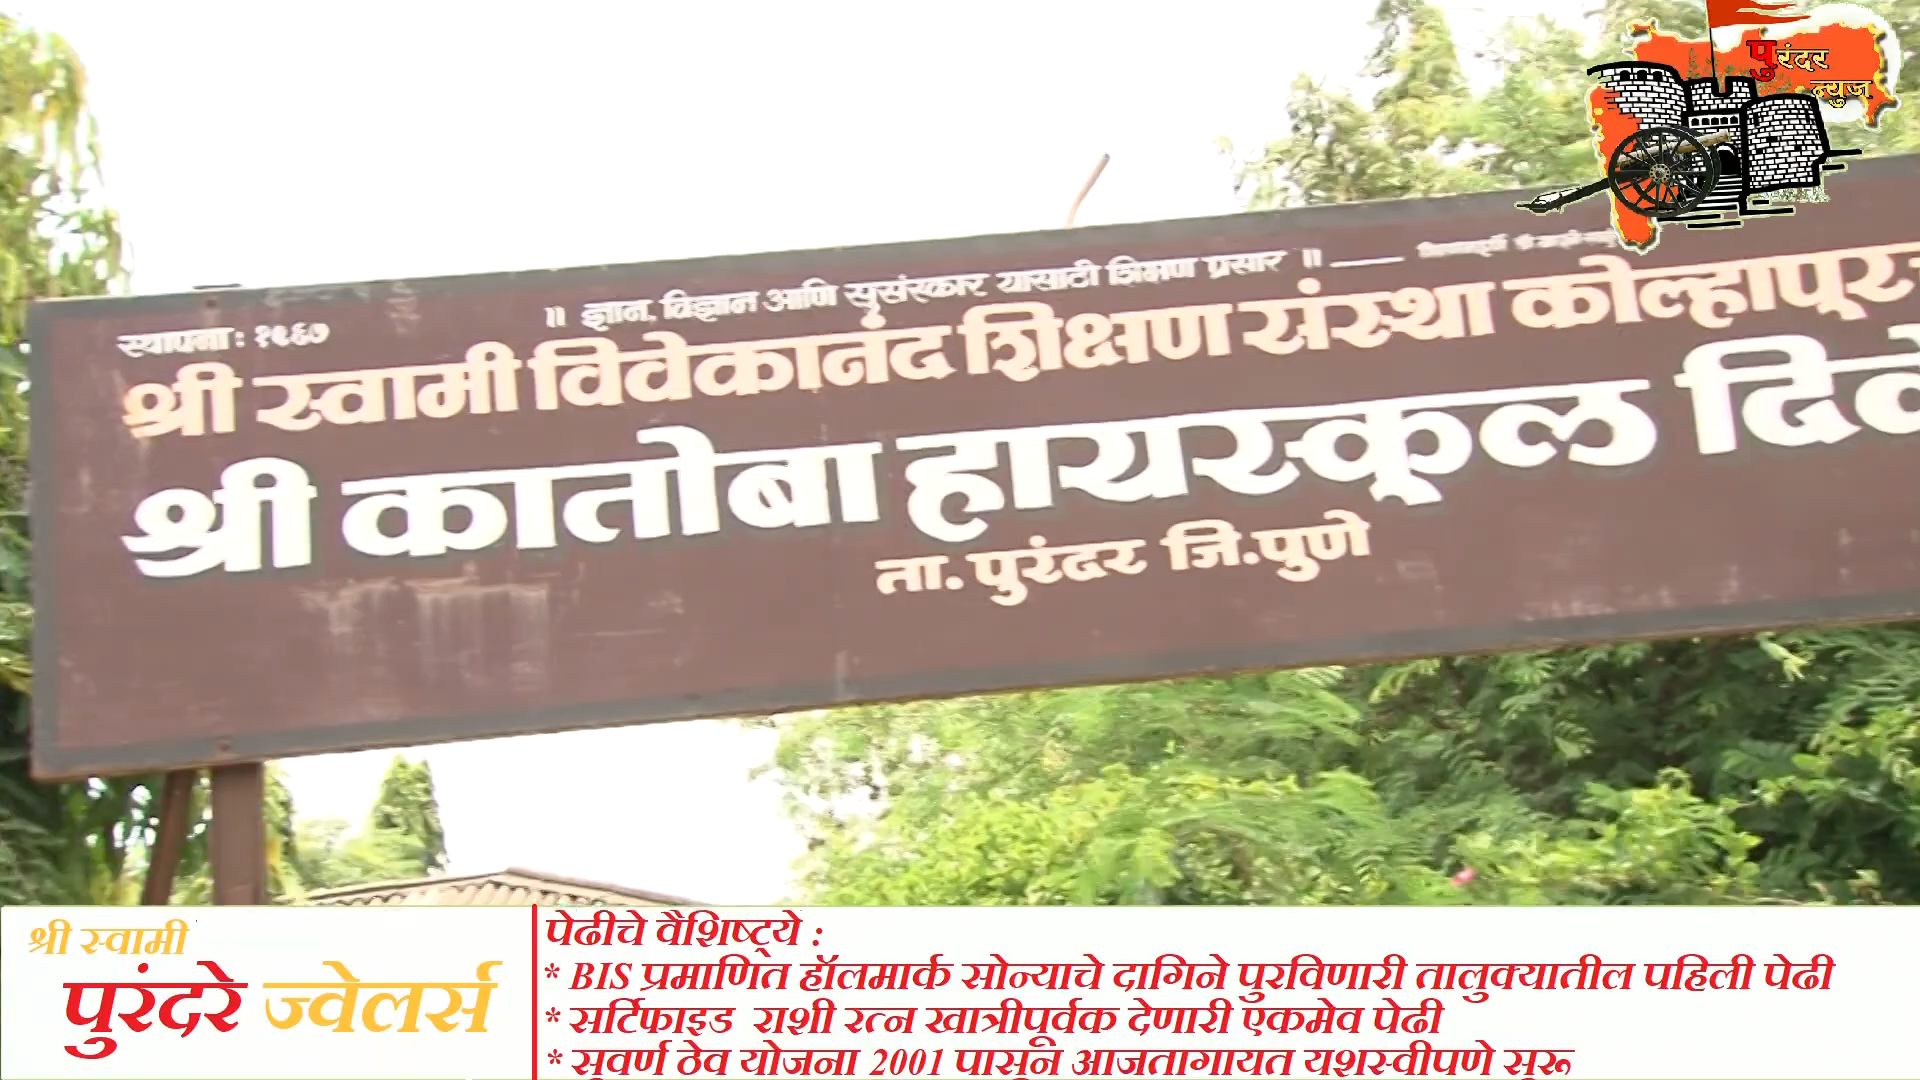 पुरंदर
न्युज
॥ ज्ञान, विज्ञान आणि सुसंस्कार यासाठी शिक्षण प्रसार ॥
स्थापना: १९६७
श्री स्वामी विवेकानंद शिक्षण संस्था कोल्हापूर
श्री कातोबा हायस्कूल दिवे
ता. पुरंदर जि. पुणे
श्री स्वामी
पुरंदरे ज्वेलर्स
पेढीचे वैशिष्ट्ये :
* BIS प्रमाणित हॉलमार्क सोन्याचे दागिने पुरविणारी तालुक्यातील पहिली पेढी
* सर्टिफाइड राशी रत्न खात्रीपूर्वक देणारी एकमेव पेढी
* सुवर्ण ठेव योजना 2001 पासून आजतागायत यशस्वीपणे सुरू